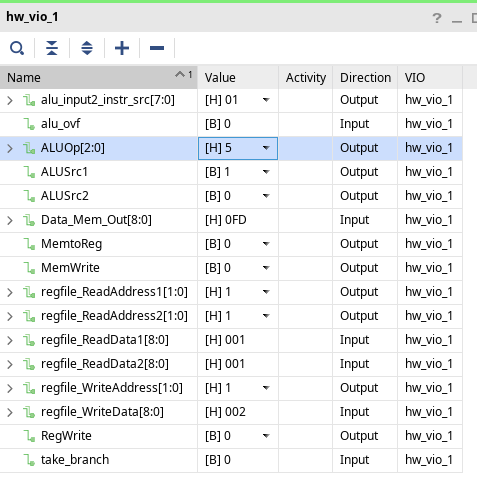 hw_vio_1
Name 1 Value Activity Direction VIO
alu_input2_instr_src[7:0] [H] 01 Output hw_vio_1
alu_ovf [B] 0 Input hw_vio_1
ALUOp[2:0] [H] 5 Output hw_vio_1
ALUSrc1 [B] 1 Output hw_vio_1
ALUSrc2 [B] 0 Output hw_vio_1
Data_Mem_Out[8:0] [H] 0FD Input hw_vio_1
MemtoReg [B] 0 Output hw_vio_1
MemWrite [B] 0 Output hw_vio_1
regfile_ReadAddress1[1:0] [H] 1 Output hw_vio_1
regfile_ReadAddress2[1:0] [H] 1 Output hw_vio_1
regfile_ReadData1[8:0] [H] 001 Input hw_vio_1
regfile_ReadData2[8:0] [H] 001 Input hw_vio_1
regfile_WriteAddress[1:0] [H] 1 Output hw_vio_1
regfile_WriteData[8:0] [H] 002 Input hw_vio_1
RegWrite [B] 0 Output hw_vio_1
take_branch [B] 0 Input hw_vio_1